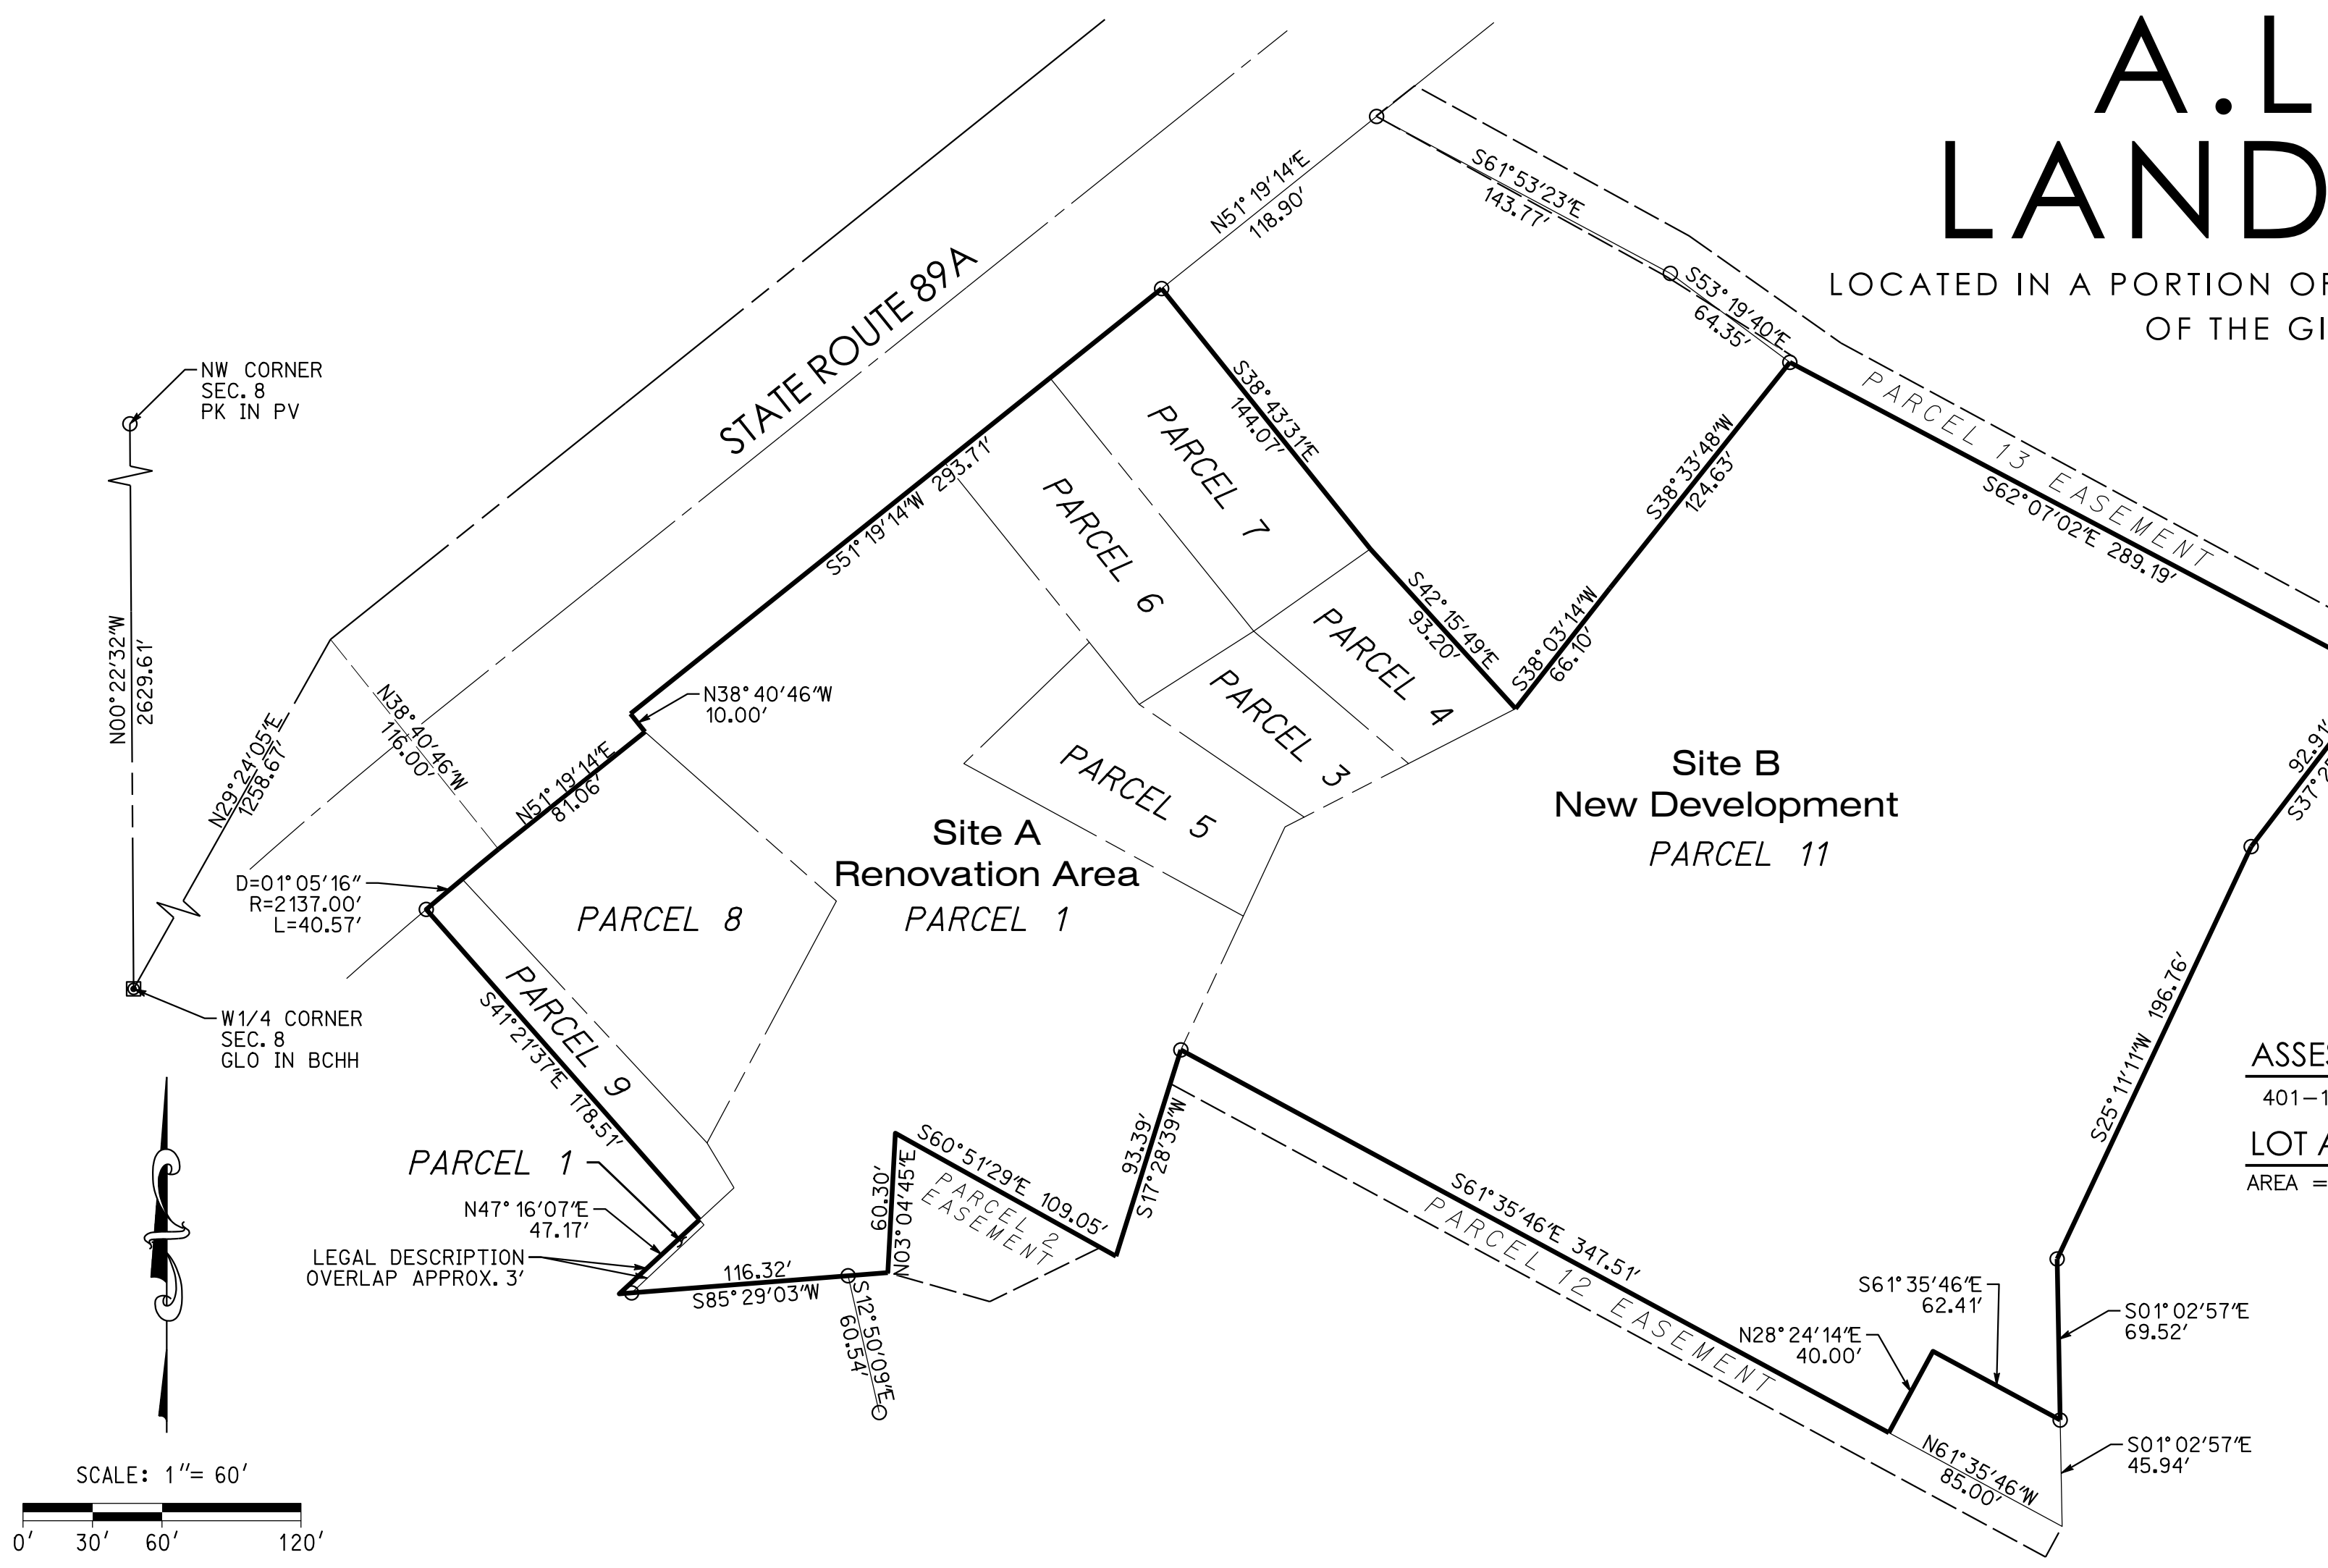 A.L
LAND
LOCATED IN A PORTION OF
OF THE GI
NW CORNER
SEC. 8
PK IN PV
STATE ROUTE 89A
N51°19'14"E
118.90'
S61°53'23"E
143.77'
S53°19'40"E
64.35'
PARCEL 13 EASEMENT
S62°07'02"E 289.19'
S51°19'14"W 293.71'
S38°43'31"E
144.07'
PARCEL 7
PARCEL 6
S38°33'48"W
124.63'
S42°15'49"E
93.20'
S38°03'14"W
66.10'
PARCEL 4
PARCEL 3
PARCEL 5
N00°22'32"W
2629.61'
N29°24'05"E
1258.67'
N38°40'46"W
116.00'
N38°40'46"W
10.00'
N51°19'14"E
81.06'
D=01°05'16"
R=2137.00'
L=40.57'
Site A
Renovation Area
PARCEL 1
Site B
New Development
PARCEL 11
92.91'
S37°2
PARCEL 8
PARCEL 9
S41°21'37"E 178.51'
W1/4 CORNER
SEC. 8
GLO IN BCHH
S25°11'11"W 196.76'
ASSES
401-1
LOT A
AREA =
PARCEL 1
N47°16'07"E
47.17'
LEGAL DESCRIPTION
OVERLAP APPROX. 3'
116.32'
S85°29'03"W
60.30'
N03°04'45"E
S60°51'29"E 109.05'
PARCEL 2
EASEMENT
93.39'
S17°28'39"W
S12°50'09"E
60.54'
S61°35'46"E 347.51'
PARCEL 12 EASEMENT
S61°35'46"E
62.41'
N28°24'14"E
40.00'
S01°02'57"E
69.52'
N61°35'46"W
85.00'
S01°02'57"E
45.94'
SCALE: 1"= 60'
0' 30' 60' 120'